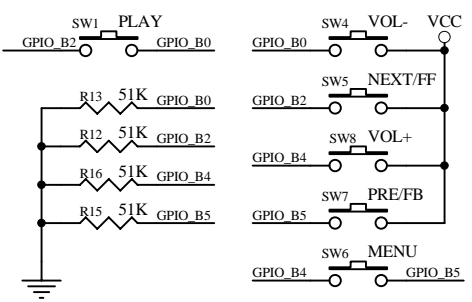 SW1 PLAY
GPIO_B2 GPIO_B0
R13 51K GPIO_B0
R12 51K GPIO_B2
R16 51K GPIO_B4
R15 51K GPIO_B5
SW4 VOL- VCC
GPIO_B0
SW5 NEXT/FF
GPIO_B2
SW8 VOL+
GPIO_B4
SW7 PRE/FB
GPIO_B5
SW6 MENU
GPIO_B4 GPIO_B5